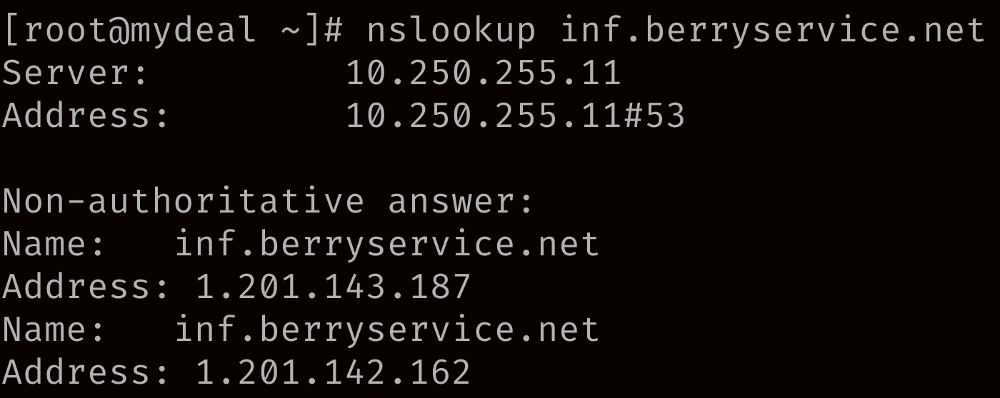 [root@mydeal ~]# nslookup inf.berryservice.net
Server:         10.250.255.11
Address:        10.250.255.11#53

Non-authoritative answer:
Name:   inf.berryservice.net
Address: 1.201.143.187
Name:   inf.berryservice.net
Address: 1.201.142.162